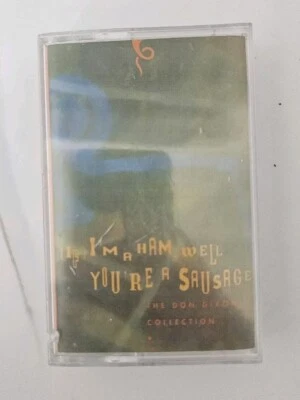 If I'M A HAM, WELL
YOU'RE A SAUSAGE
THE DON DIXON
COLLECTION